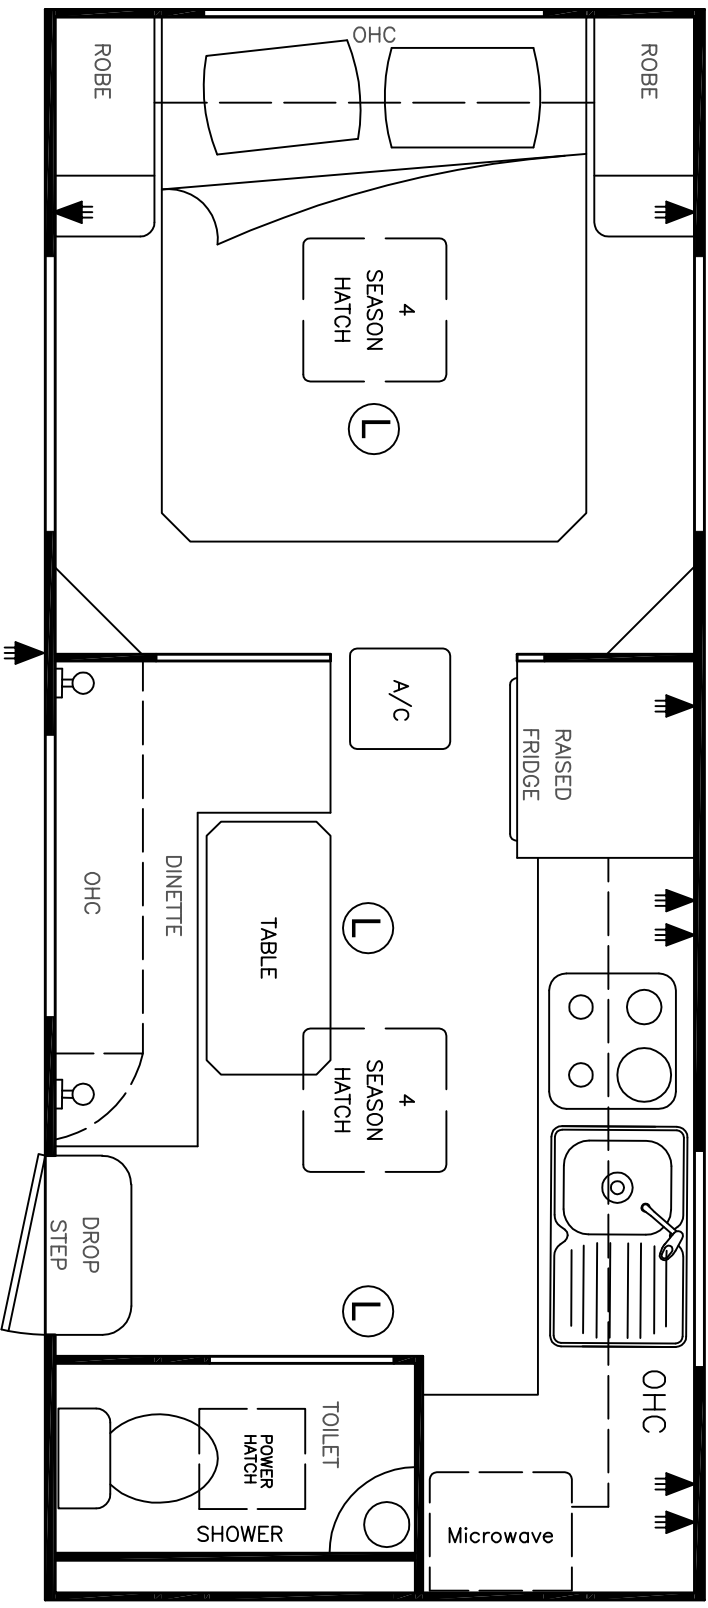 OHC
ROBE
ROBE
4
SEASON
HATCH
L
A/C
RAISED
FRIDGE
OHC
DINETTE
TABLE
L
4
SEASON
HATCH
DROP
STEP
L
OHC
TOILET
POWER
HATCH
SHOWER
Microwave